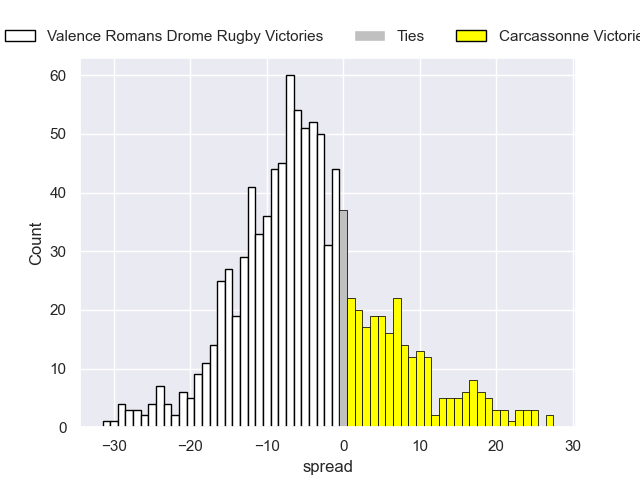 Valence Romans Drome Rugby Victories Ties Carcassonne Victorie
60
50
40
30
20
10
0
Count
−30 −20 −10 0 10 20 30
spread